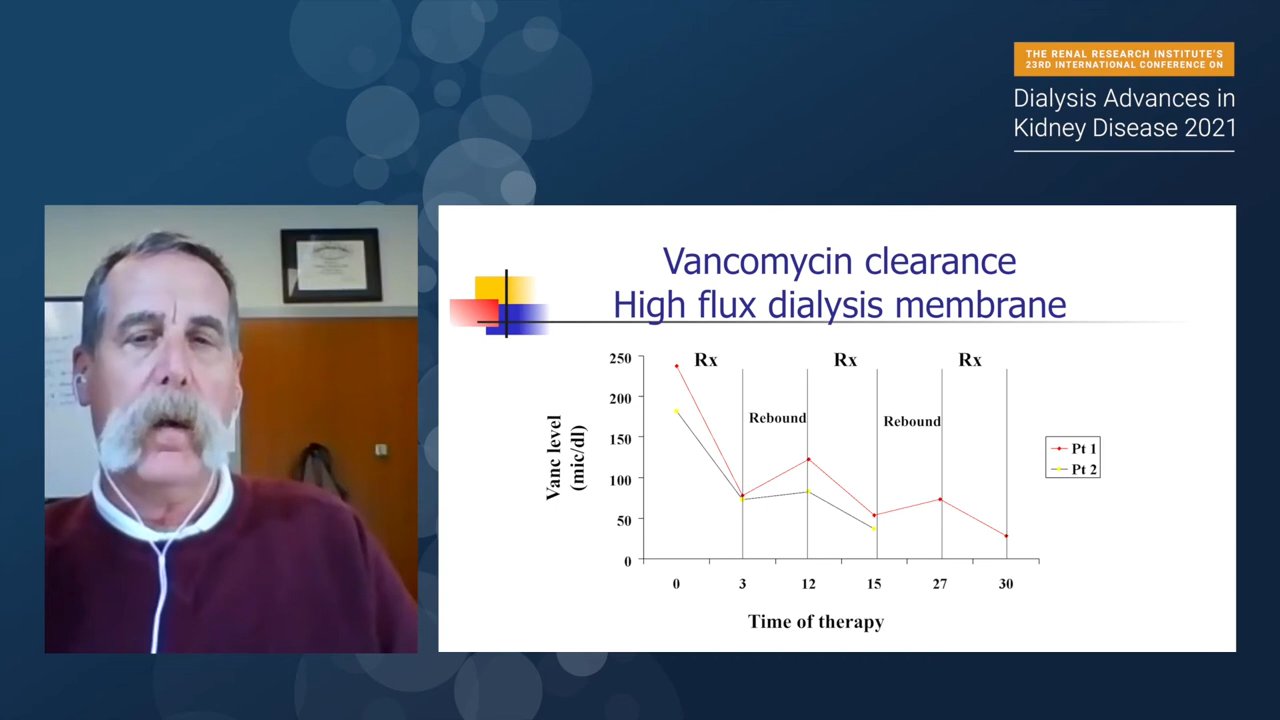 THE RENAL RESEARCH INSTITUTE'S
23RD INTERNATIONAL CONFERENCE ON
Dialysis Advances in
Kidney Disease 2021
Vancomycin clearance
High flux dialysis membrane
Vanc level
(mic/dl)
250
200
150
100
50
0
Rx
Rx
Rx
Rebound
Rebound
Pt 1
Pt 2
0
3
12
15
27
30
Time of therapy